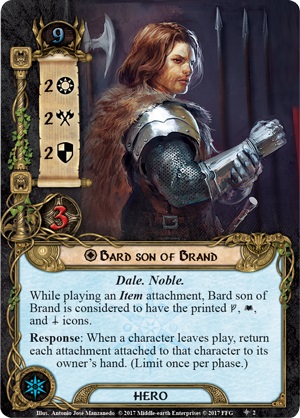 9
2
2
2
3
Bard son of Brand
Dale. Noble.
While playing an Item attachment, Bard son of
Brand is considered to have the printed , ,
and icons.
Response: When a character leaves play, return
each attachment attached to that character to its
owner's hand. (Limit once per phase.)
HERO
Illus. Antonio José Manzanedo © 2017 Middle-earth Enterprises © 2017 FFG 2